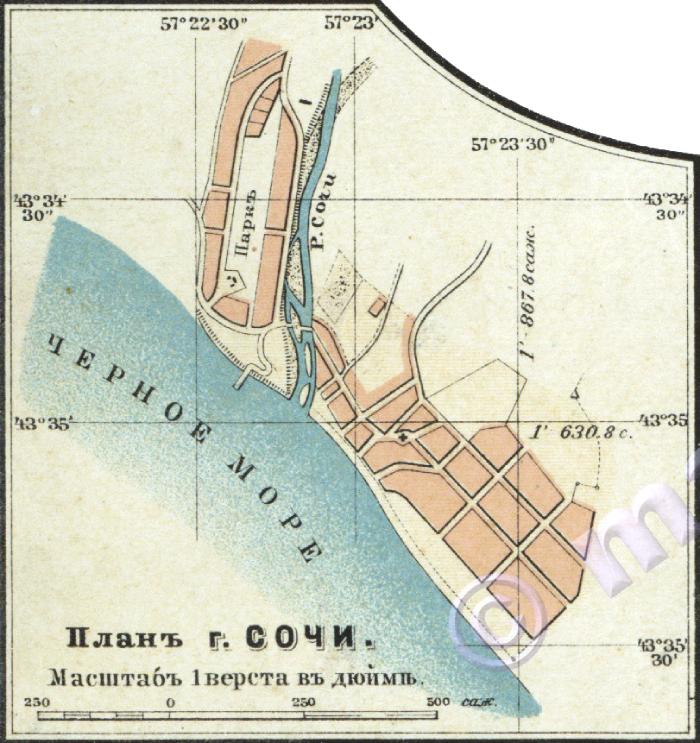 57°22'30"
57°23'
57°23'30"
43°34'
30"
43°34'
30"
Паркъ
Р. Сочи
1' - 867.8 саж.
ЧЕРНОЕ МОРЕ
43°35'
43°35'
1' 630.8 с.
© m
Планъ г. СОЧИ.
43°35'
30'
Масштабъ 1 верста въ дюймѣ.
250 0 250 500 саж.